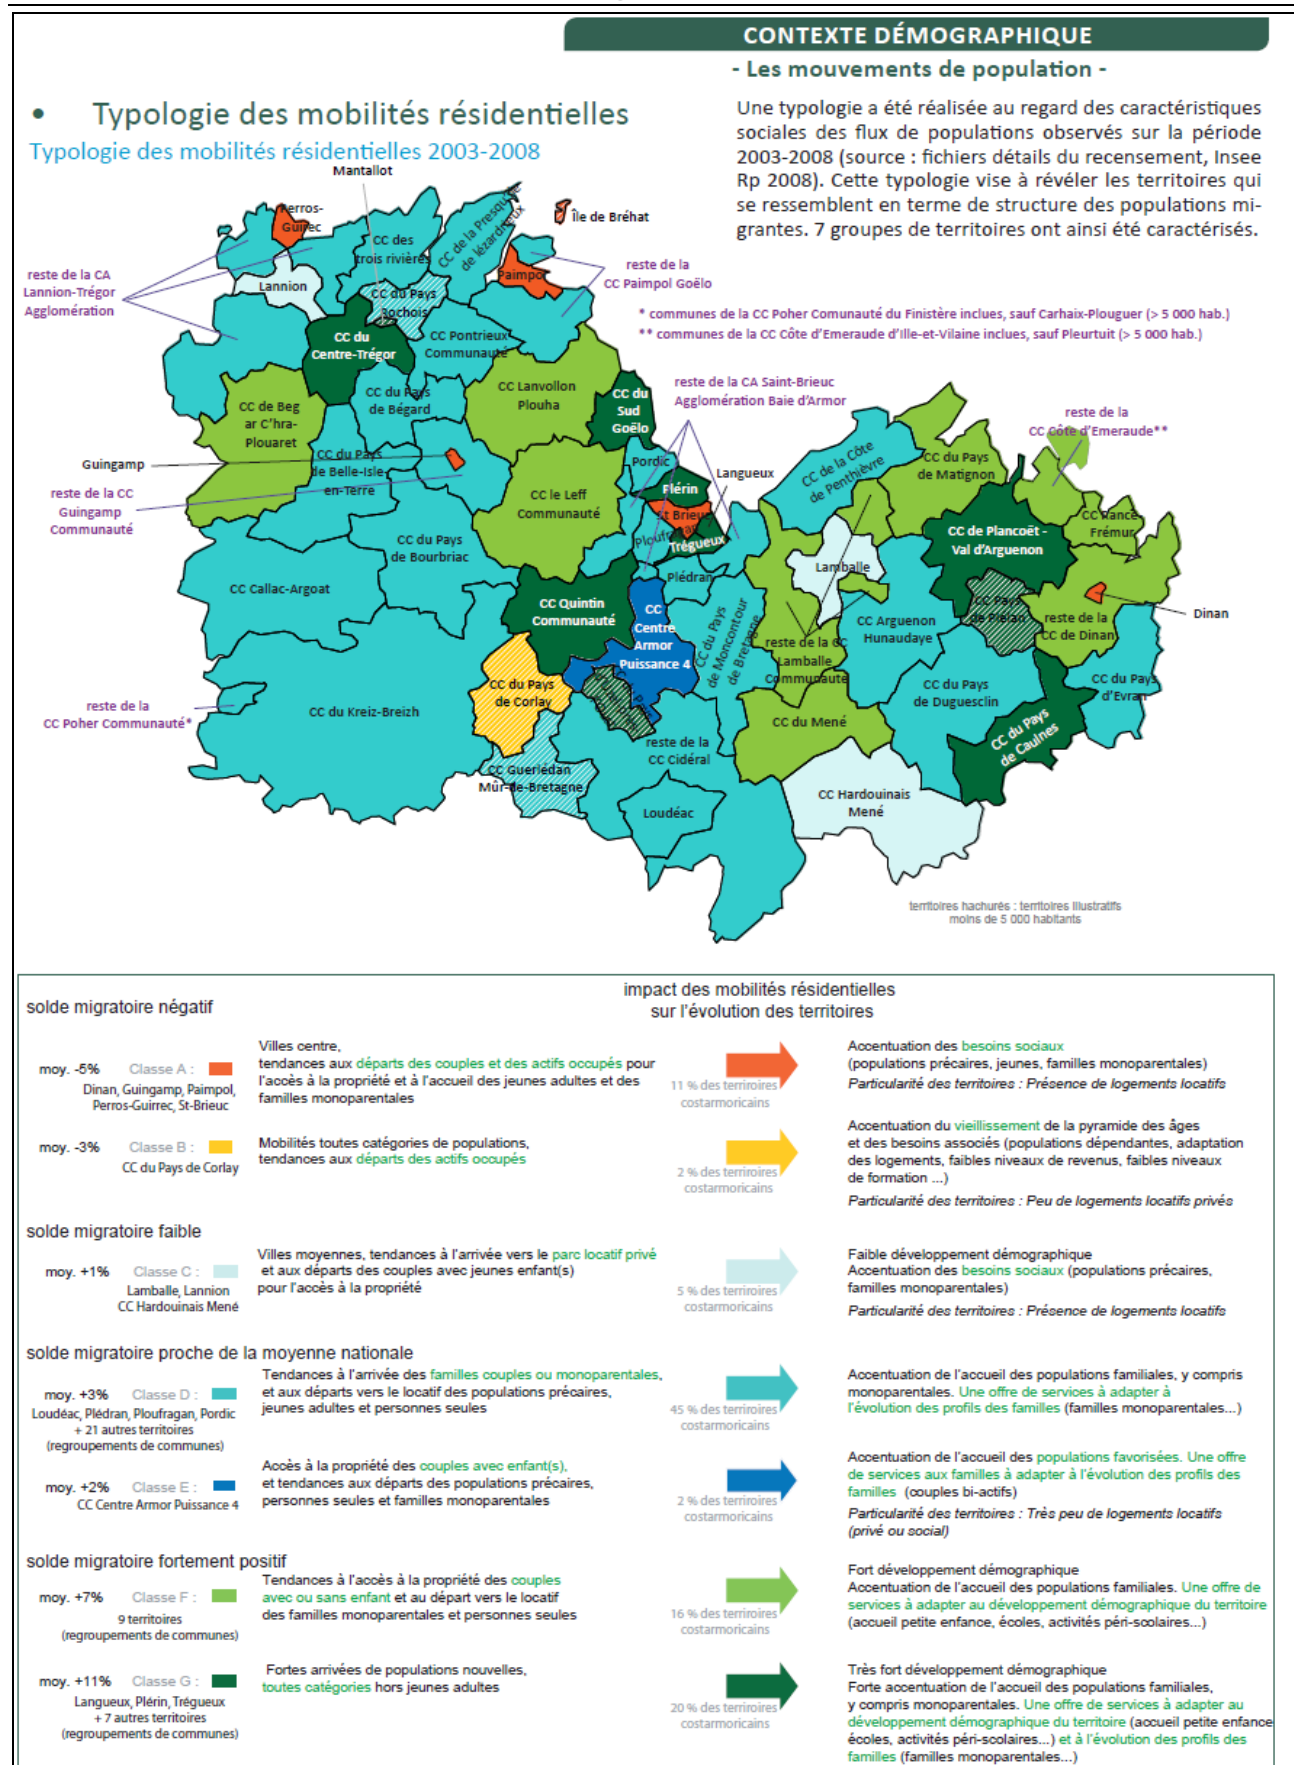 CONTEXTE DÉMOGRAPHIQUE
- Les mouvements de population -
• Typologie des mobilités résidentielles
Typologie des mobilités résidentielles 2003-2008
Une typologie a été réalisée au regard des caractéristiques
sociales des flux de populations observés sur la période
2003-2008 (source : fichiers détails du recensement, Insee
Rp 2008). Cette typologie vise à révéler les territoires qui
se ressemblent en terme de structure des populations mi-
grantes. 7 groupes de territoires ont ainsi été caractérisés.
Mantallot
Perros-
Guirec
Île de Bréhat
CC de la Presqu'île
de lézardrieux
CC des
trois rivières
reste de la CA
Lannion-Trégor
Agglomération
Lannion
Paimpol
reste de la
CC Paimpol Goëlo
CC du Pays
Rochois
* communes de la CC Poher Comunauté du Finistère inclues, sauf Carhaix-Plouguer (> 5 000 hab.)
** communes de la CC Côte d'Emeraude d'Ille-et-Vilaine inclues, sauf Pleurtuit (> 5 000 hab.)
CC du
Centre-Trégor
CC Pontrieux
Communauté
CC Lanvollon
Plouha
CC du
Sud
Goëlo
reste de la CA Saint-Brieuc
Agglomération Baie d'Armor
CC du Pays
de Bégard
CC de Beg
ar C'hra-
Plouaret
reste de la
CC Côte d'Emeraude**
Guingamp
CC du Pays
de Belle-Isle-
en-Terre
Pordic
Langueux
CC de la Côte
de Penthièvre
CC du Pays
de Matignon
reste de la CC
Guingamp
Communauté
CC le Leff
Communauté
Plérin
St Brieuc
Ploufragan
Trégueux
CC Rance-
Frémur
CC de Plancoët -
Val d'Arguenon
CC du Pays
de Bourbriac
Lamballe
Plédran
CC Callac-Argoat
CC Quintin
Communauté
CC
Centre
Armor
Puissance 4
CC du Pays
de Moncontour
de Bretagne
CC Pays
de Plélan
Dinan
CC Arguenon
Hunaudaye
reste de la
CC de Dinan
reste de la CC
Lamballe
Communauté
CC du Pays
de Corlay
CC du Pays
de Duguesclin
CC du Pays
d'Evran
reste de la
CC Poher Communauté*
CC du Kreiz-Breizh
CC du Mené
CC du Pays
de Caulnes
reste de la
CC Cidéral
CC Guerlédan
Mûr-de-Bretagne
Loudéac
CC Hardouinais
Mené
territoires hachurés : territoires illustratifs
moins de 5 000 habitants
impact des mobilités résidentielles
sur l'évolution des territoires
solde migratoire négatif
moy. -5% Classe A :
Dinan, Guingamp, Paimpol,
Perros-Guirrec, St-Brieuc
Villes centre,
tendances aux départs des couples et des actifs occupés pour
l'accès à la propriété et à l'accueil des jeunes adultes et des
familles monoparentales
11 % des terriroires
costarmoricains
Accentuation des besoins sociaux
(populations précaires, jeunes, familles monoparentales)
Particularité des territoires : Présence de logements locatifs
moy. -3% Classe B :
CC du Pays de Corlay
Mobilités toutes catégories de populations,
tendances aux départs des actifs occupés
2 % des terriroires
costarmoricains
Accentuation du vieillissement de la pyramide des âges
et des besoins associés (populations dépendantes, adaptation
des logements, faibles niveaux de revenus, faibles niveaux
de formation ...)
Particularité des territoires : Peu de logements locatifs privés
solde migratoire faible
moy. +1% Classe C :
Lamballe, Lannion
CC Hardouinais Mené
Villes moyennes, tendances à l'arrivée vers le parc locatif privé
et aux départs des couples avec jeunes enfant(s)
pour l'accès à la propriété
5 % des terriroires
costarmoricains
Faible développement démographique
Accentuation des besoins sociaux (populations précaires,
familles monoparentales)
Particularité des territoires : Présence de logements locatifs
solde migratoire proche de la moyenne nationale
moy. +3% Classe D :
Loudéac, Plédran, Ploufragan, Pordic
+ 21 autres territoires
(regroupements de communes)
Tendances à l'arrivée des familles couples ou monoparentales,
et aux départs vers le locatif des populations précaires,
jeunes adultes et personnes seules
45 % des terriroires
costarmoricains
Accentuation de l'accueil des populations familiales, y compris
monoparentales. Une offre de services à adapter à
l'évolution des profils des familles (familles monoparentales...)
moy. +2% Classe E :
CC Centre Armor Puissance 4
Accès à la propriété des couples avec enfant(s),
et tendances aux départs des populations précaires,
personnes seules et familles monoparentales
2 % des terriroires
costarmoricains
Accentuation de l'accueil des populations favorisées. Une offre
de services aux familles à adapter à l'évolution des profils des
familles (couples bi-actifs)
Particularité des territoires : Très peu de logements locatifs
(privé ou social)
solde migratoire fortement positif
moy. +7% Classe F :
9 territoires
(regroupements de communes)
Tendances à l'accès à la propriété des couples
avec ou sans enfant et au départ vers le locatif
des familles monoparentales et personnes seules
16 % des terriroires
costarmoricains
Fort développement démographique
Accentuation de l'accueil des populations familiales. Une offre de
services à adapter au développement démographique du territoire
(accueil petite enfance, écoles, activités péri-scolaires...)
moy. +11% Classe G :
Langueux, Plérin, Trégueux
+ 7 autres territoires
(regroupements de communes)
Fortes arrivées de populations nouvelles,
toutes catégories hors jeunes adultes
20 % des terriroires
costarmoricains
Très fort développement démographique
Forte accentuation de l'accueil des populations familiales,
y compris monoparentales. Une offre de services à adapter au
développement démographique du territoire (accueil petite enfance
écoles, activités péri-scolaires...) et à l'évolution des profils des
familles (familles monoparentales...)